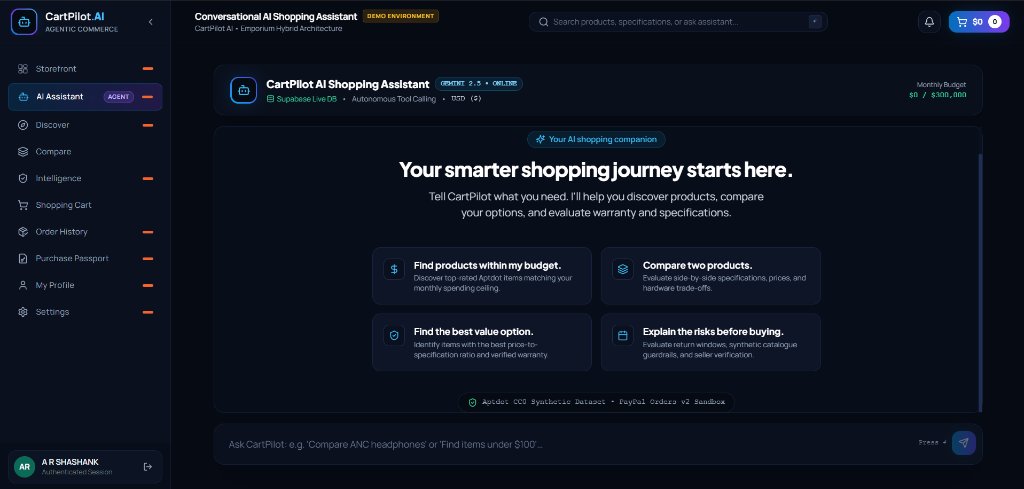 CartPilot.AI
AGENTIC COMMERCE
Storefront
AI Assistant
AGENT
Discover
Compare
Intelligence
Shopping Cart
Order History
Purchase Passport
My Profile
Settings
AR
A R SHASHANK
Authenticated Session
Conversational AI Shopping Assistant
DEMO ENVIRONMENT
CartPilot AI • Emporium Hybrid Architecture
Search products, specifications, or ask assistant...
$0
0
CartPilot AI Shopping Assistant
GEMINI 2.5 • ONLINE
Supabase Live DB • Autonomous Tool Calling • USD ($)
Monthly Budget
$0 / $300,000
Your AI shopping companion
Your smarter shopping journey starts here.
Tell CartPilot what you need. I'll help you discover products, compare
your options, and evaluate warranty and specifications.
Find products within my budget.
Discover top-rated Aptdot items matching your
monthly spending ceiling.
Compare two products.
Evaluate side-by-side specifications, prices, and
hardware trade-offs.
Find the best value option.
Identify items with the best price-to-
specification ratio and verified warranty.
Explain the risks before buying.
Evaluate return windows, synthetic catalogue
guardrails, and seller verification.
Aptdot CC0 Synthetic Dataset • PayPal Orders v2 Sandbox
Ask CartPilot: e.g. 'Compare ANC headphones' or 'Find items under $100'...
Press ↵